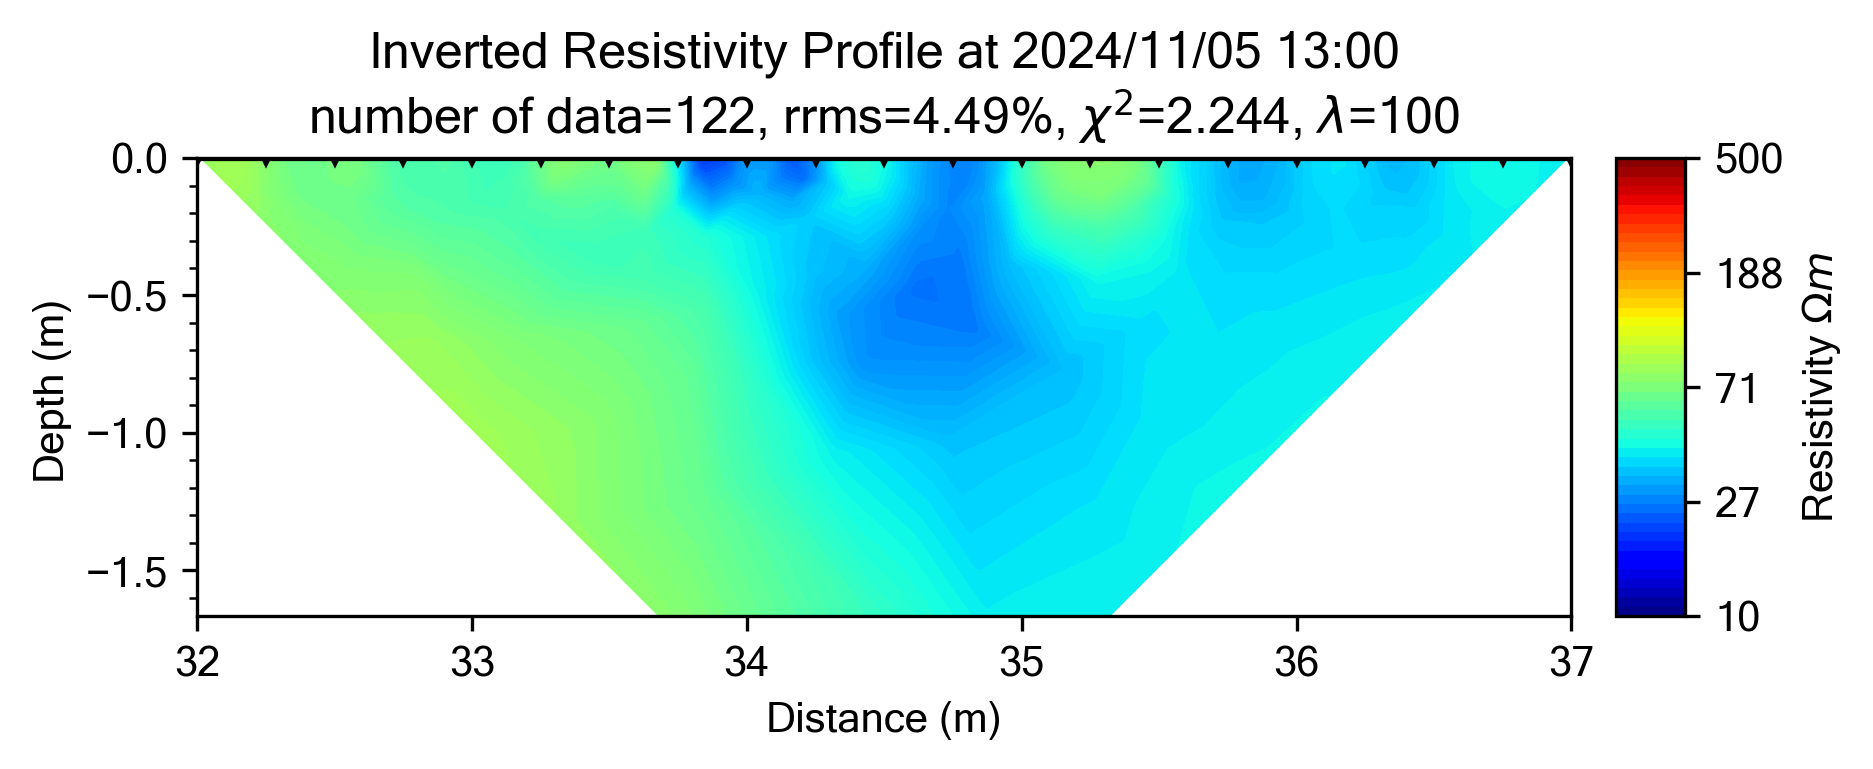 Inverted Resistivity Profile at 2024/11/05 13:00
number of data=122, rrms=4.49%, χ²=2.244, λ=100
0.0
−0.5
−1.0
−1.5
Depth (m)
32 33 34 35 36 37
Distance (m)
500
188
71
27
10
Resistivity Ωm